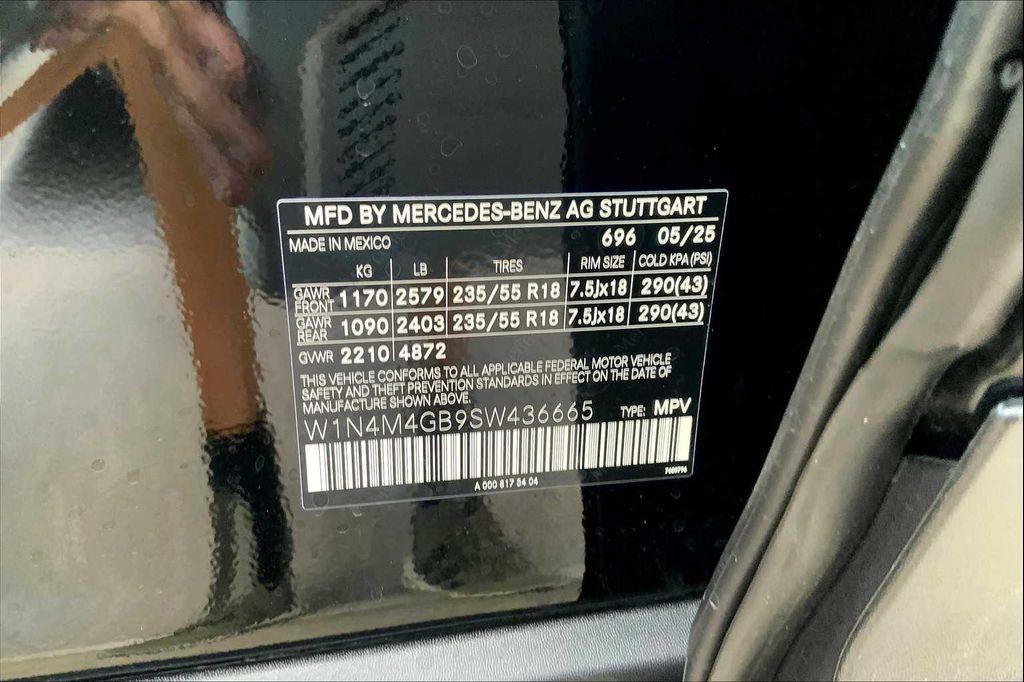 MFD BY MERCEDES-BENZ AG STUTTGART
MADE IN MEXICO 696 05/25
KG LB TIRES RIM SIZE COLD KPA (PSI)
GAWR FRONT 1170 2579 235/55 R18 7.5Jx18 290(43)
GAWR REAR 1090 2403 235/55 R18 7.5Jx18 290(43)
GVWR 2210 4872
THIS VEHICLE CONFORMS TO ALL APPLICABLE FEDERAL MOTOR VEHICLE
SAFETY AND THEFT PREVENTION STANDARDS IN EFFECT ON THE DATE OF
MANUFACTURE SHOWN ABOVE.
W1N4M4GB9SW436665 TYPE: MPV
A 000 817 84 04